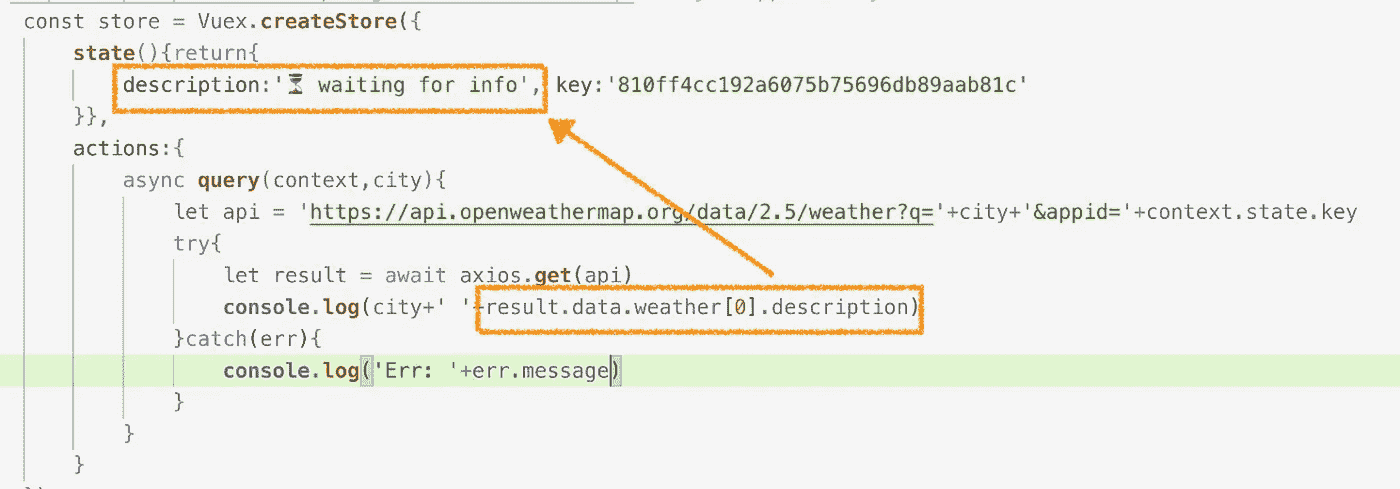 const store = Vuex.createStore({
state(){return{
description:'⏳ waiting for info', key:'810ff4cc192a6075b75696db89aab81c'
}},
actions:{
async query(context,city){
let api = 'https://api.openweathermap.org/data/2.5/weather?q='+city+'&appid='+context.state.key
try{
let result = await axios.get(api)
console.log(city+' '+result.data.weather[0].description)
}catch(err){
console.log('Err: '+err.message)
}
}
}